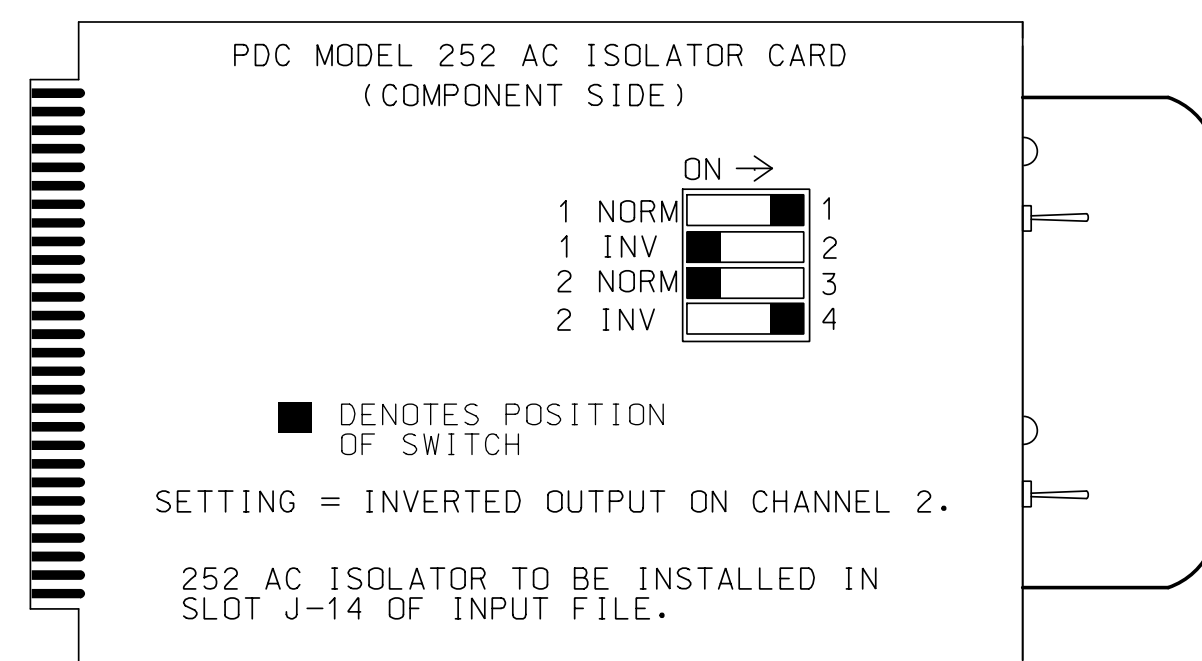 PDC MODEL 252 AC ISOLATOR CARD
(COMPONENT SIDE)
ON
1 NORM 1
1 INV 2
2 NORM 3
2 INV 4
DENOTES POSITION
OF SWITCH
SETTING = INVERTED OUTPUT ON CHANNEL 2.
252 AC ISOLATOR TO BE INSTALLED IN
SLOT J-14 OF INPUT FILE.